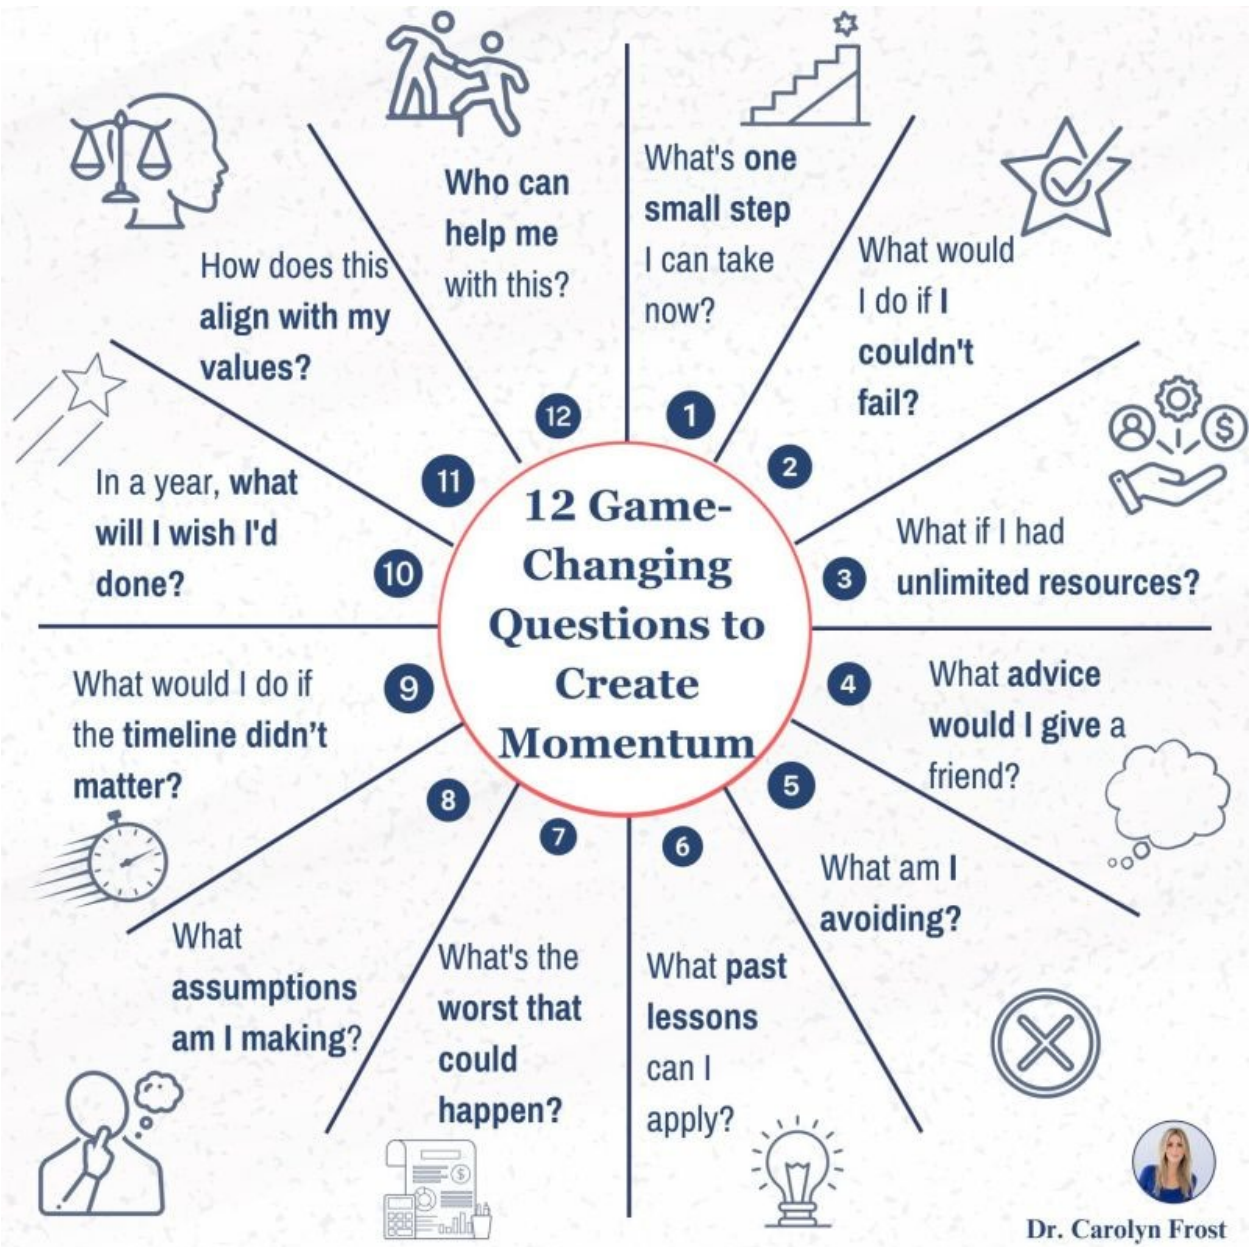 12 Game-
Changing
Questions to
Create
Momentum
1
What's one
small step
I can take
now?
2
What would
I do if I
couldn't
fail?
3
What if I had
unlimited resources?
$
4
What advice
would I give a
friend?
5
What am I
avoiding?
6
What past
lessons
can I
apply?
7
What's the
worst that
could
happen?
$
8
What
assumptions
am I making?
9
What would I do if
the timeline didn’t
matter?
10
In a year, what
will I wish I'd
done?
11
How does this
align with my
values?
12
Who can
help me
with this?
Dr. Carolyn Frost